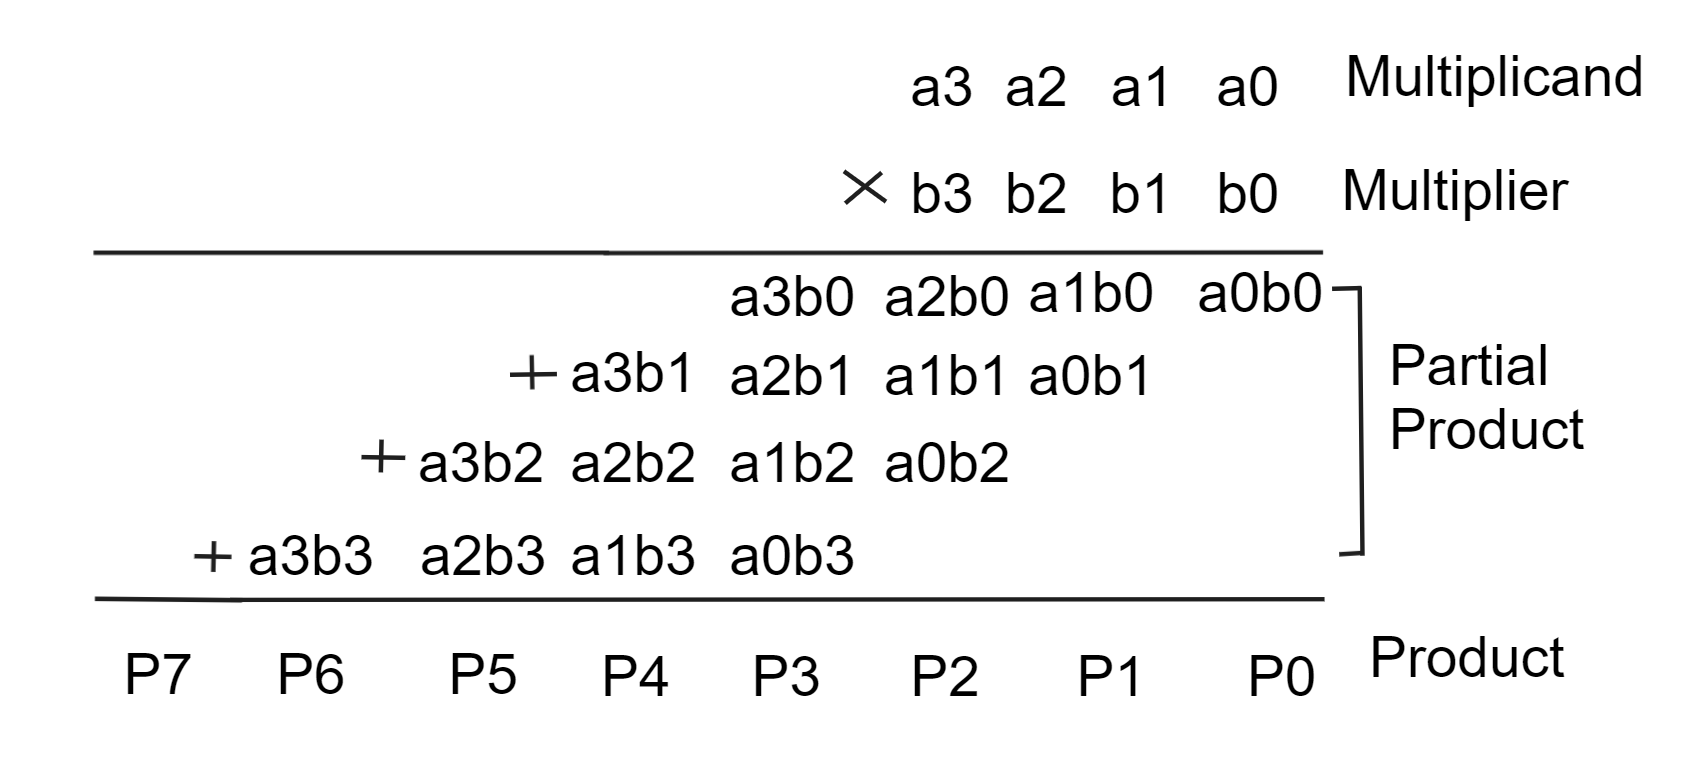 a3 a2 a1 a0 Multiplicand
× b3 b2 b1 b0 Multiplier
a3b0 a2b0 a1b0 a0b0
+ a3b1 a2b1 a1b1 a0b1
+ a3b2 a2b2 a1b2 a0b2
+ a3b3 a2b3 a1b3 a0b3
Partial
Product
P7 P6 P5 P4 P3 P2 P1 P0 Product